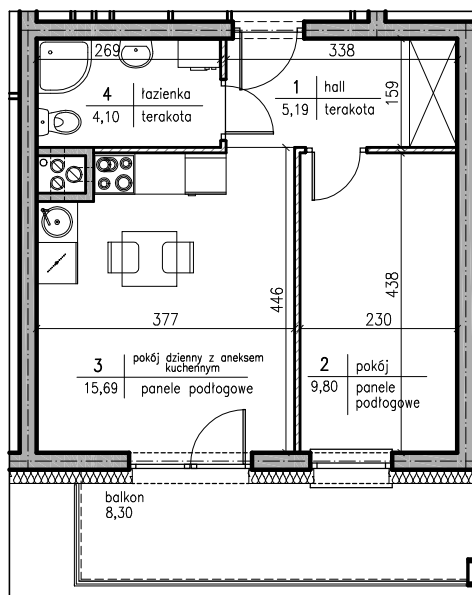 269
338
4 łazienka
4,10 terakota
1 hall
5,19 terakota
159
446
438
377
230
3 pokój dzienny z aneksem
kuchennym
15,69 panele podłogowe
2 pokój
9,80 panele
podłogowe
balkon
8,30